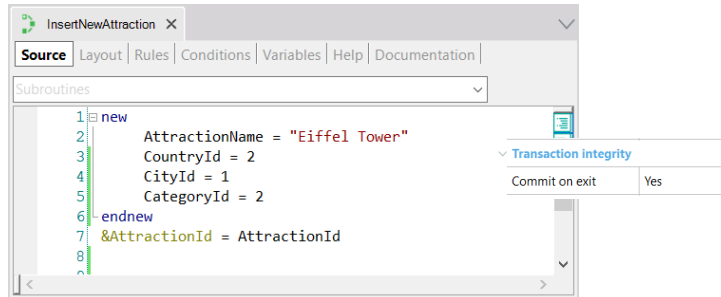 InsertNewAttraction
Source Layout Rules Conditions Variables Help Documentation
Subroutines
1 new
2 AttractionName = "Eiffel Tower"
3 CountryId = 2
4 CityId = 1
5 CategoryId = 2
6 endnew
7 &AttractionId = AttractionId
8
Transaction integrity
Commit on exit Yes